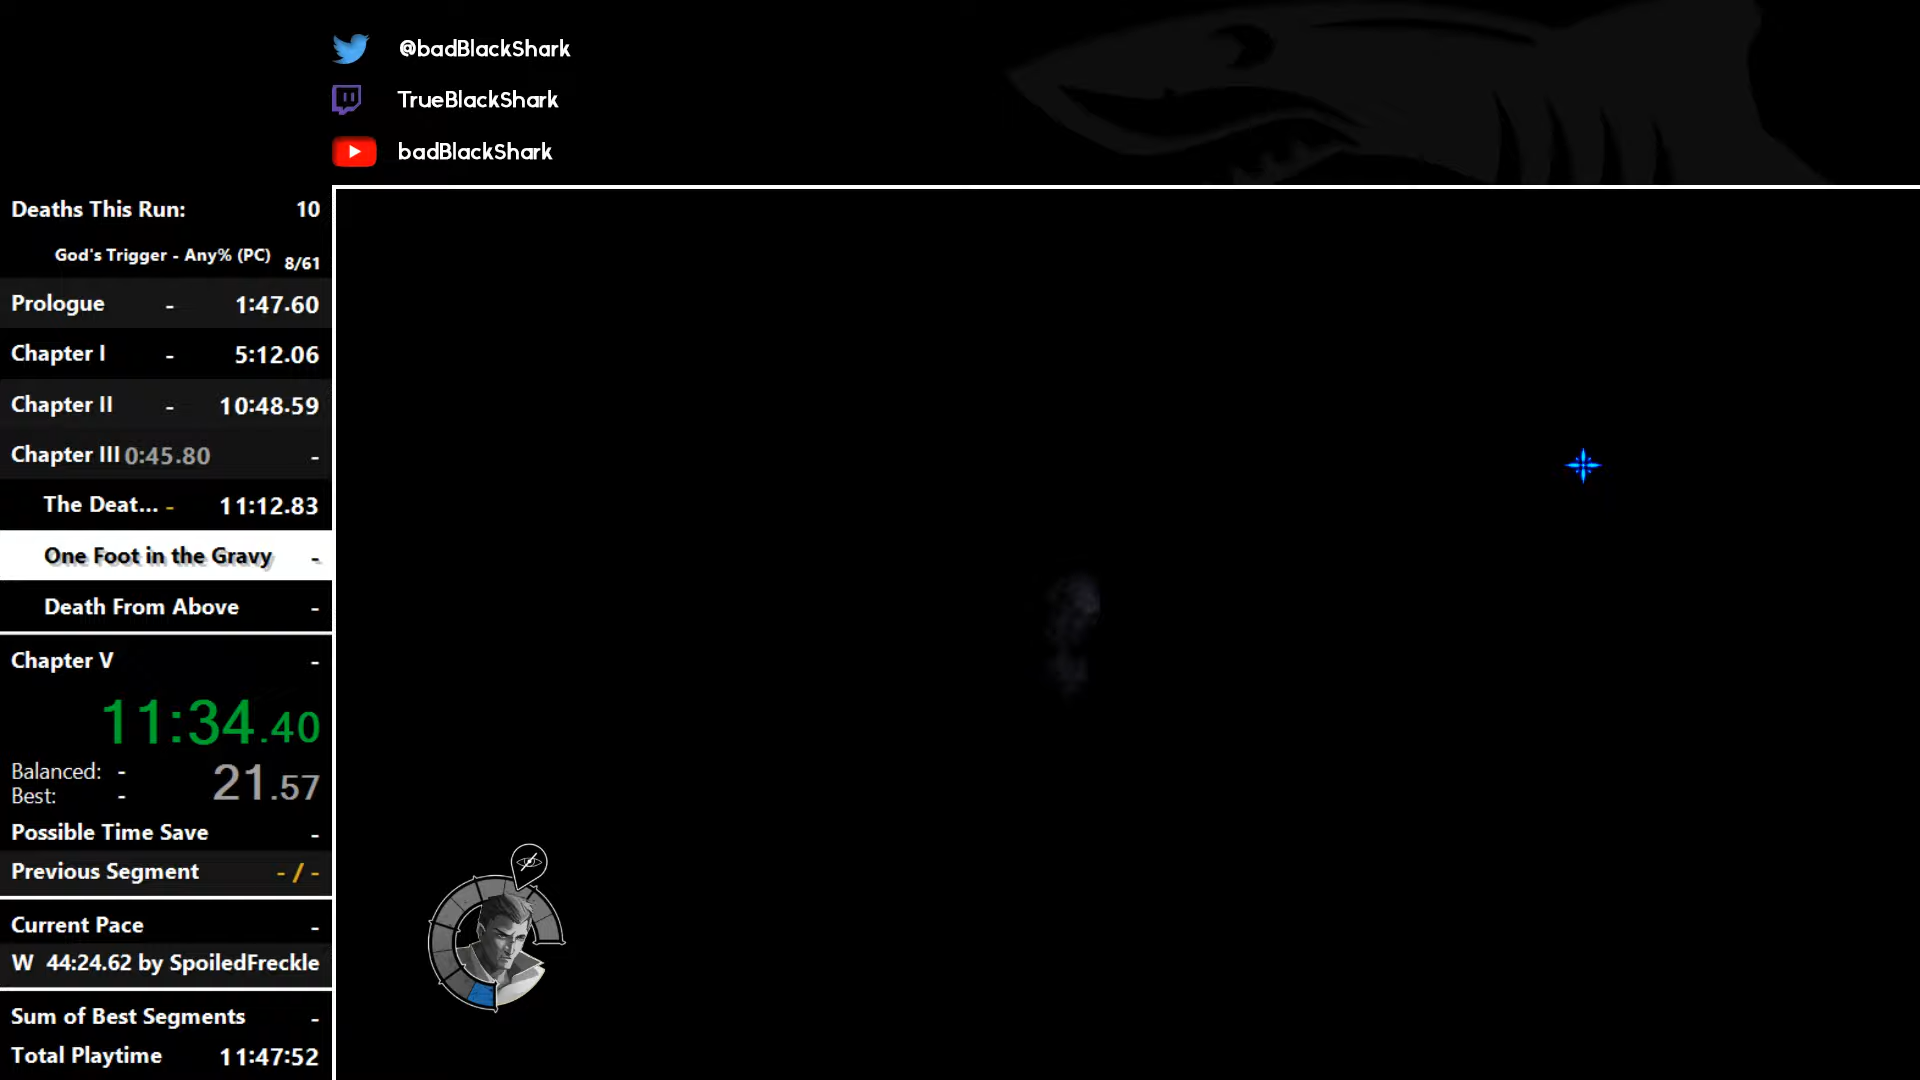 @badBlackShark
TrueBlackShark
badBlackShark
Deaths This Run: 10
God's Trigger - Any% (PC) 8/61
Prologue - 1:47.60
Chapter I - 5:12.06
Chapter II - 10:48.59
Chapter III 0:45.80 -
The Deat... - 11:12.83
One Foot in the Gravy -
Death From Above -
Chapter V -
11:34.40
Balanced: - 21.57
Best: -
Possible Time Save -
Previous Segment - / -
Current Pace -
W 44:24.62 by SpoiledFreckle
Sum of Best Segments -
Total Playtime 11:47:52